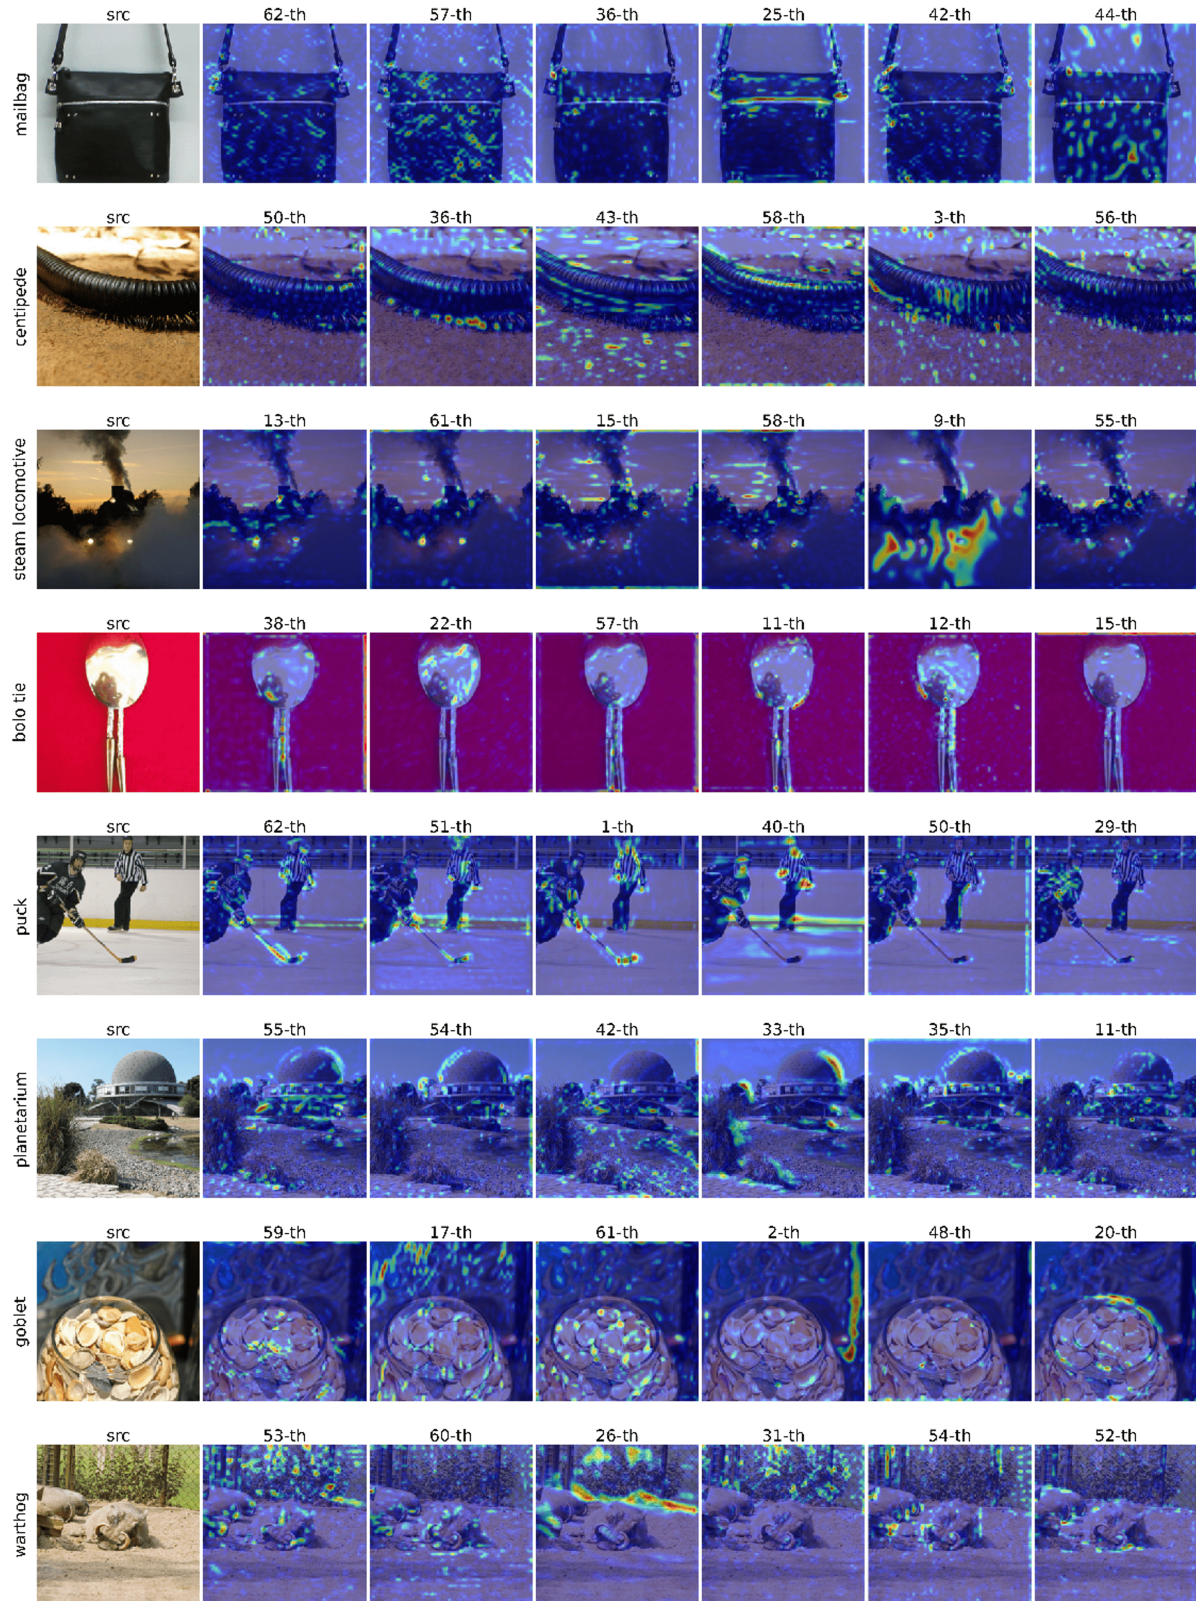 src 62-th 57-th 36-th 25-th 42-th 44-th
mailbag
src 50-th 36-th 43-th 58-th 3-th 56-th
centipede
src 13-th 61-th 15-th 58-th 9-th 55-th
steam locomotive
src 38-th 22-th 57-th 11-th 12-th 15-th
bolo tie
src 62-th 51-th 1-th 40-th 50-th 29-th
puck
src 55-th 54-th 42-th 33-th 35-th 11-th
planetarium
src 59-th 17-th 61-th 2-th 48-th 20-th
goblet
src 53-th 60-th 26-th 31-th 54-th 52-th
warthog